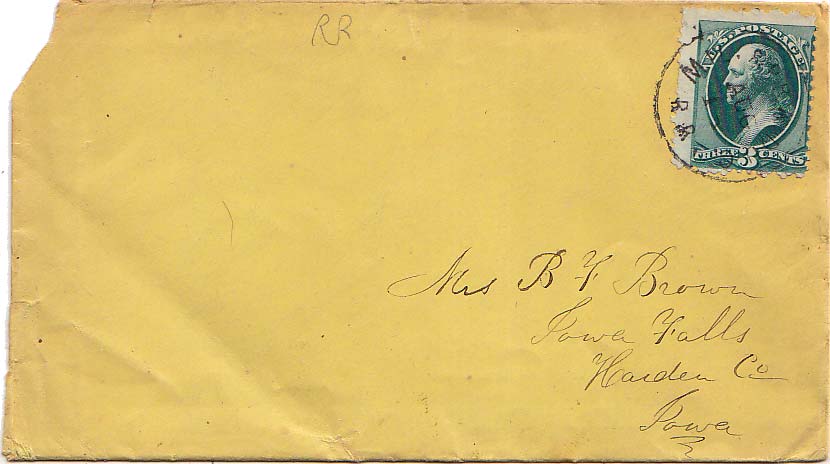 RR
U.S. POSTAGE
THREE 3 CENTS
Mrs B F Brown
Iowa Falls
Harden Co
Iowa